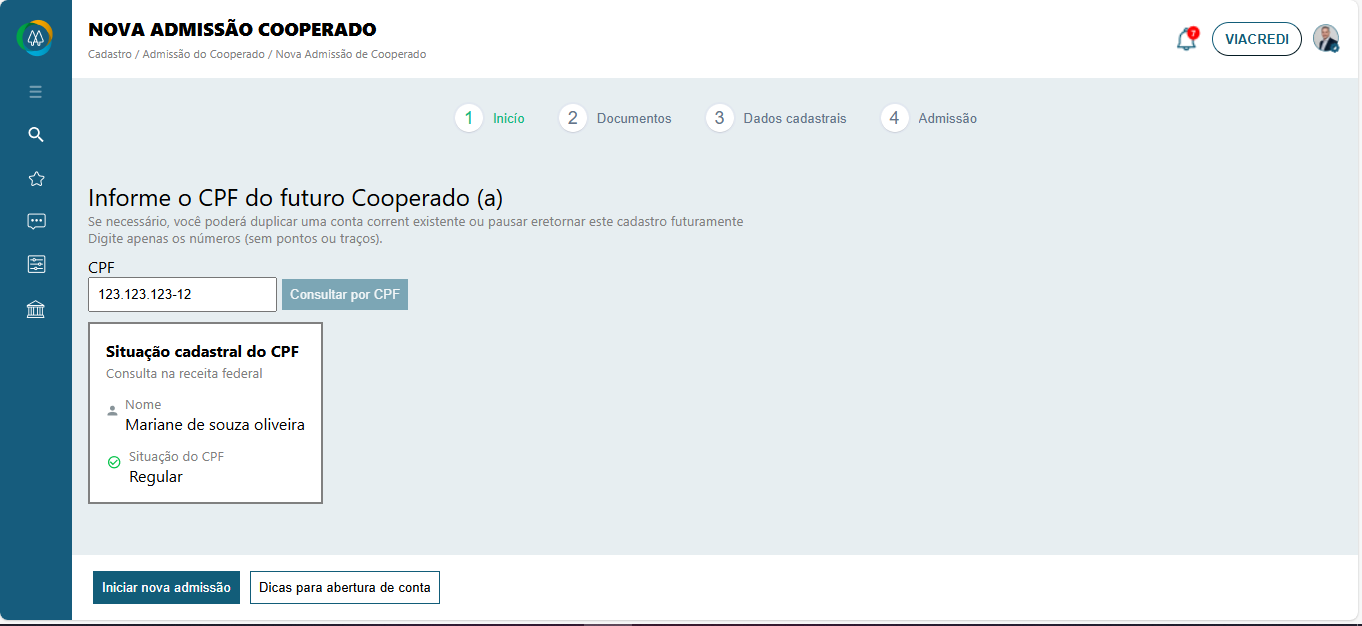 NOVA ADMISSÃO COOPERADO
Cadastro / Admissão do Cooperado / Nova Admissão de Cooperado
7
VIACREDI
1 Inicío
2 Documentos
3 Dados cadastrais
4 Admissão
Informe o CPF do futuro Cooperado (a)
Se necessário, você poderá duplicar uma conta corrent existente ou pausar eretornar este cadastro futuramente
Digite apenas os números (sem pontos ou traços).
CPF
123.123.123-12
Consultar por CPF
Situação cadastral do CPF
Consulta na receita federal
Nome
Mariane de souza oliveira
Situação do CPF
Regular
Iniciar nova admissão
Dicas para abertura de conta